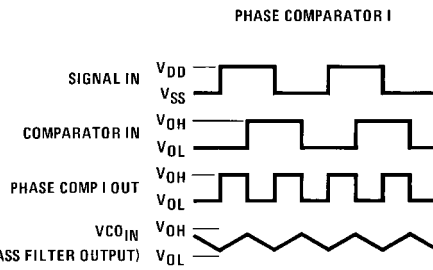 PHASE COMPARATOR I
SIGNAL IN VDD
VSS
COMPARATOR IN VOH
VOL
PHASE COMP I OUT VOH
VOL
VCOIN VOH
ASS FILTER OUTPUT) VOL